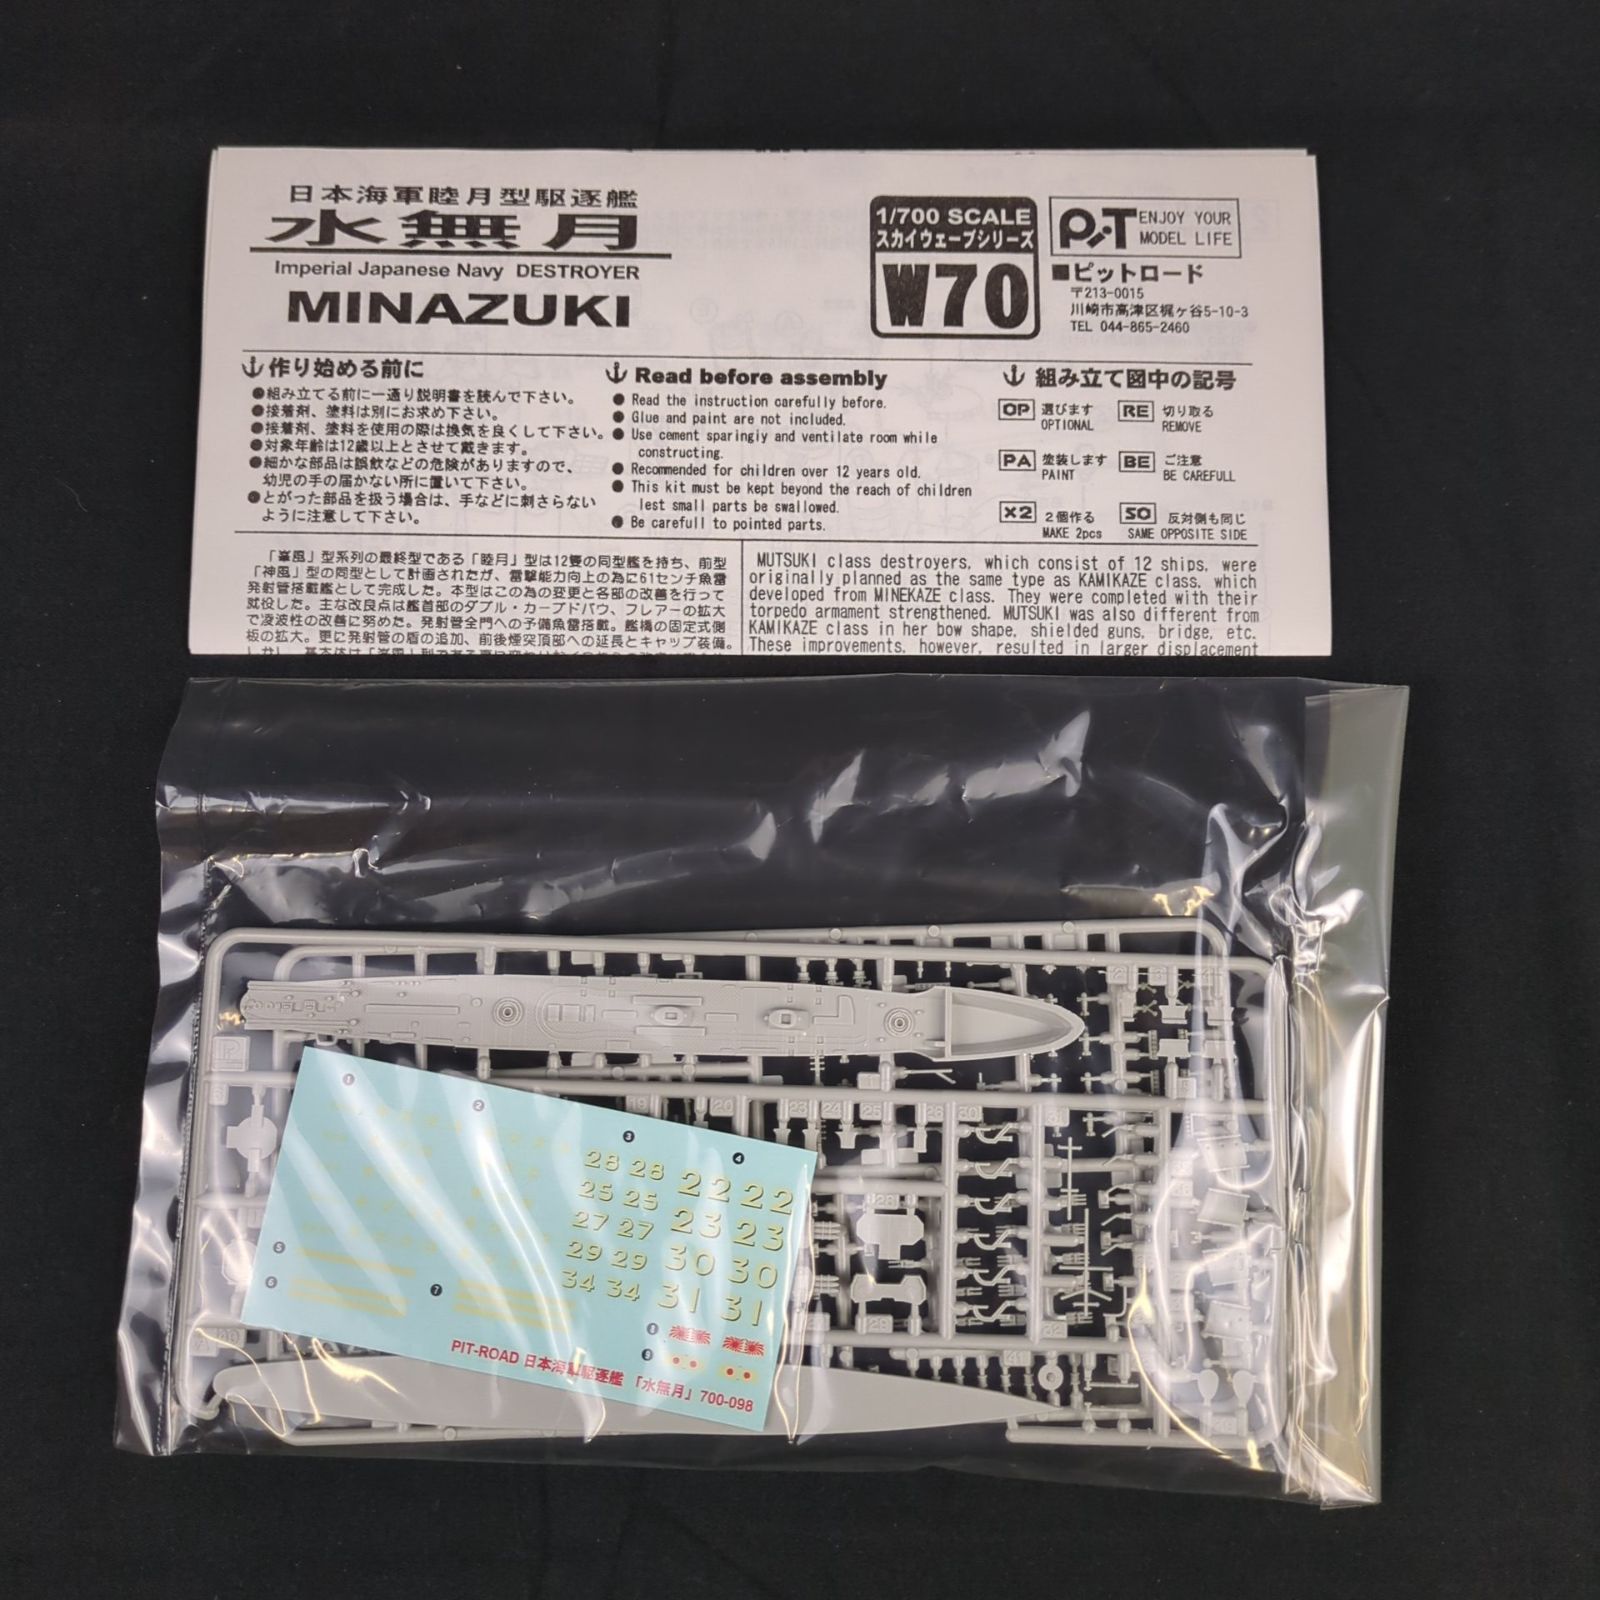 日本海軍睦月型駆逐艦
水無月
Imperial Japanese Navy DESTROYER
MINAZUKI
1/700 SCALE
スカイウェーブシリーズ
W70
PiT ENJOY YOUR
MODEL LIFE
■ピットロード
〒213-0015
川崎市高津区梶ヶ谷5-10-3
TEL 044-865-2460
作り始める前に
●組み立てる前に一通り説明書を読んで下さい。
●接着剤、塗料は別にお求め下さい。
●接着剤、塗料を使用の際は換気を良くして下さい。
●対象年齢は12歳以上とさせて戴きます。
●細かな部品は誤飲などの危険がありますので、
幼児の手の届かない所に置いて下さい。
●とがった部品を扱う場合は、手などに刺さらない
ように注意して下さい。
Read before assembly
● Read the instruction carefully before.
● Glue and paint are not included.
● Use cement sparingiy and ventilate room while
constructing.
● Recommended for children over 12 years old.
● This kit must be kept beyond the reach of children
lest small parts be swallowed.
● Be carefull to pointed parts.
組み立て図中の記号
OP 選びます
OPTIONAL
RE 切り取る
REMOVE
PA 塗装します
PAINT
BE ご注意
BE CAREFULL
X2 2個作る
MAKE 2pcs
SO 反対側も同じ
SAME OPPOSITE SIDE
「峯風」型系列の最終型である「睦月」型は12隻の同型艦を持ち、前型
「神風」型の同型として計画されたが、雷撃能力向上の為に61センチ魚雷
発射管搭載艦として完成した。本型はこの為の変更と各部の改善を行って
就役した。主な改良点は艦首部のダブル・カーブドバウ、フレアーの拡大
で凌波性の改善に努めた。発射管全門への予備魚雷搭載。艦橋の固定式側
板の拡大。更に発射管の盾の追加、前後煙突頂部への延長とキャップ装備。
MUTSUKI class destroyers, which consist of 12 ships, were
originally planned as the same type as KAMIKAZE class, which
developed from MINEKAZE class. They were completed with their
torpedo armament strengthened. MUTSUKI was also different from
KAMIKAZE class in her bow shape, shielded guns, bridge, etc.
These improvements, however, resulted in larger displacement
1
2
3
4
28 28 22 22
25 25 23 23
27 27
29 29 30 30
34 34 31 31
5
6
7
8
9
PIT-ROAD 日本海軍駆逐艦 「水無月」 700-098